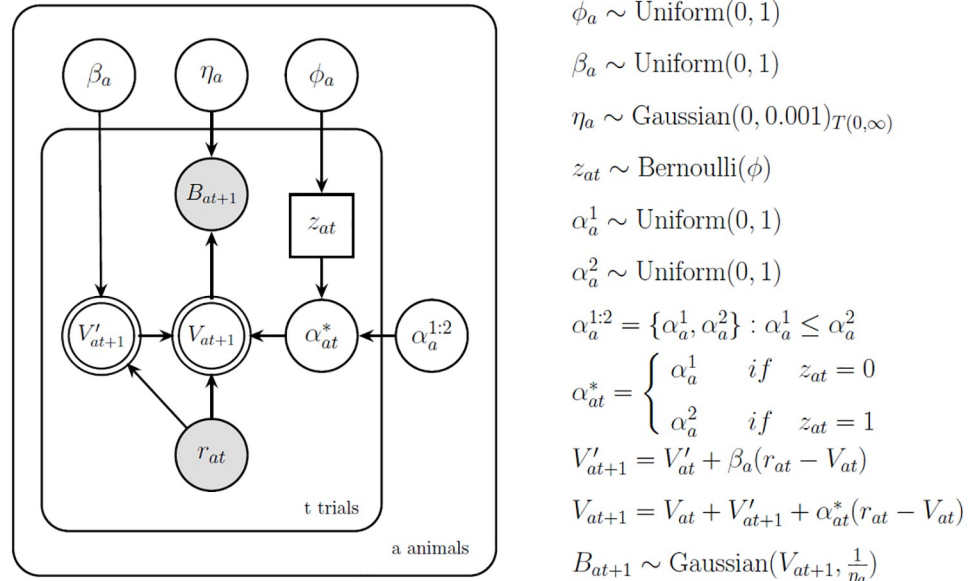 β_a η_a φ_a
B_{at+1}
z_{at}
V'_{at+1} V_{at+1} α*_{at} α_a^{1:2}
r_{at}
t trials
a animals
ϕ_a ∼ Uniform(0, 1)
β_a ∼ Uniform(0, 1)
η_a ∼ Gaussian(0, 0.001)_{T(0,∞)}
z_{at} ∼ Bernoulli(ϕ)
α_a^1 ∼ Uniform(0, 1)
α_a^2 ∼ Uniform(0, 1)
α_a^{1:2} = {α_a^1, α_a^2} : α_a^1 ≤ α_a^2
α*_{at} = { α_a^1 if z_{at} = 0
α_a^2 if z_{at} = 1
V'_{at+1} = V'_{at} + β_a(r_{at} − V_{at})
V_{at+1} = V_{at} + V'_{at+1} + α*_{at}(r_{at} − V_{at})
B_{at+1} ∼ Gaussian(V_{at+1}, 1/η_a)